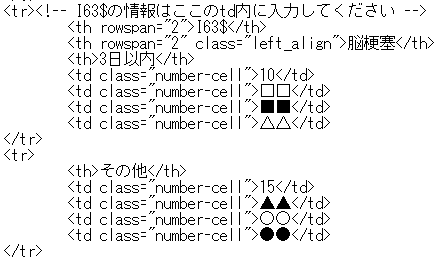 <tr><!-- I63$の情報はここのtd内に入力してください -->
<th rowspan="2">I63$</th>
<th rowspan="2" class="left_align">脳梗塞</th>
<th>3日以内</th>
<td class="number-cell">10</td>
<td class="number-cell">□□</td>
<td class="number-cell">■■</td>
<td class="number-cell">△△</td>
</tr>
<tr>
<th>その他</th>
<td class="number-cell">15</td>
<td class="number-cell">▲▲</td>
<td class="number-cell">○○</td>
<td class="number-cell">●●</td>
</tr>